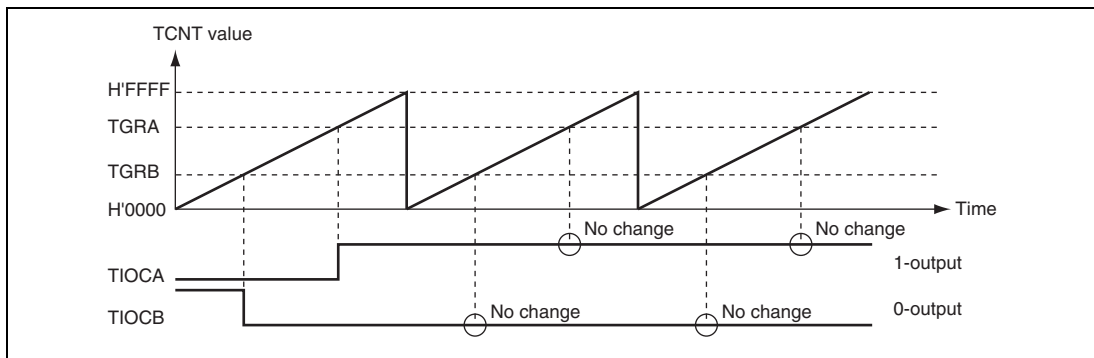 TCNT value
H'FFFF
TGRA
TGRB
H'0000
Time
No change No change
TIOCA
1-output
No change No change
TIOCB
0-output